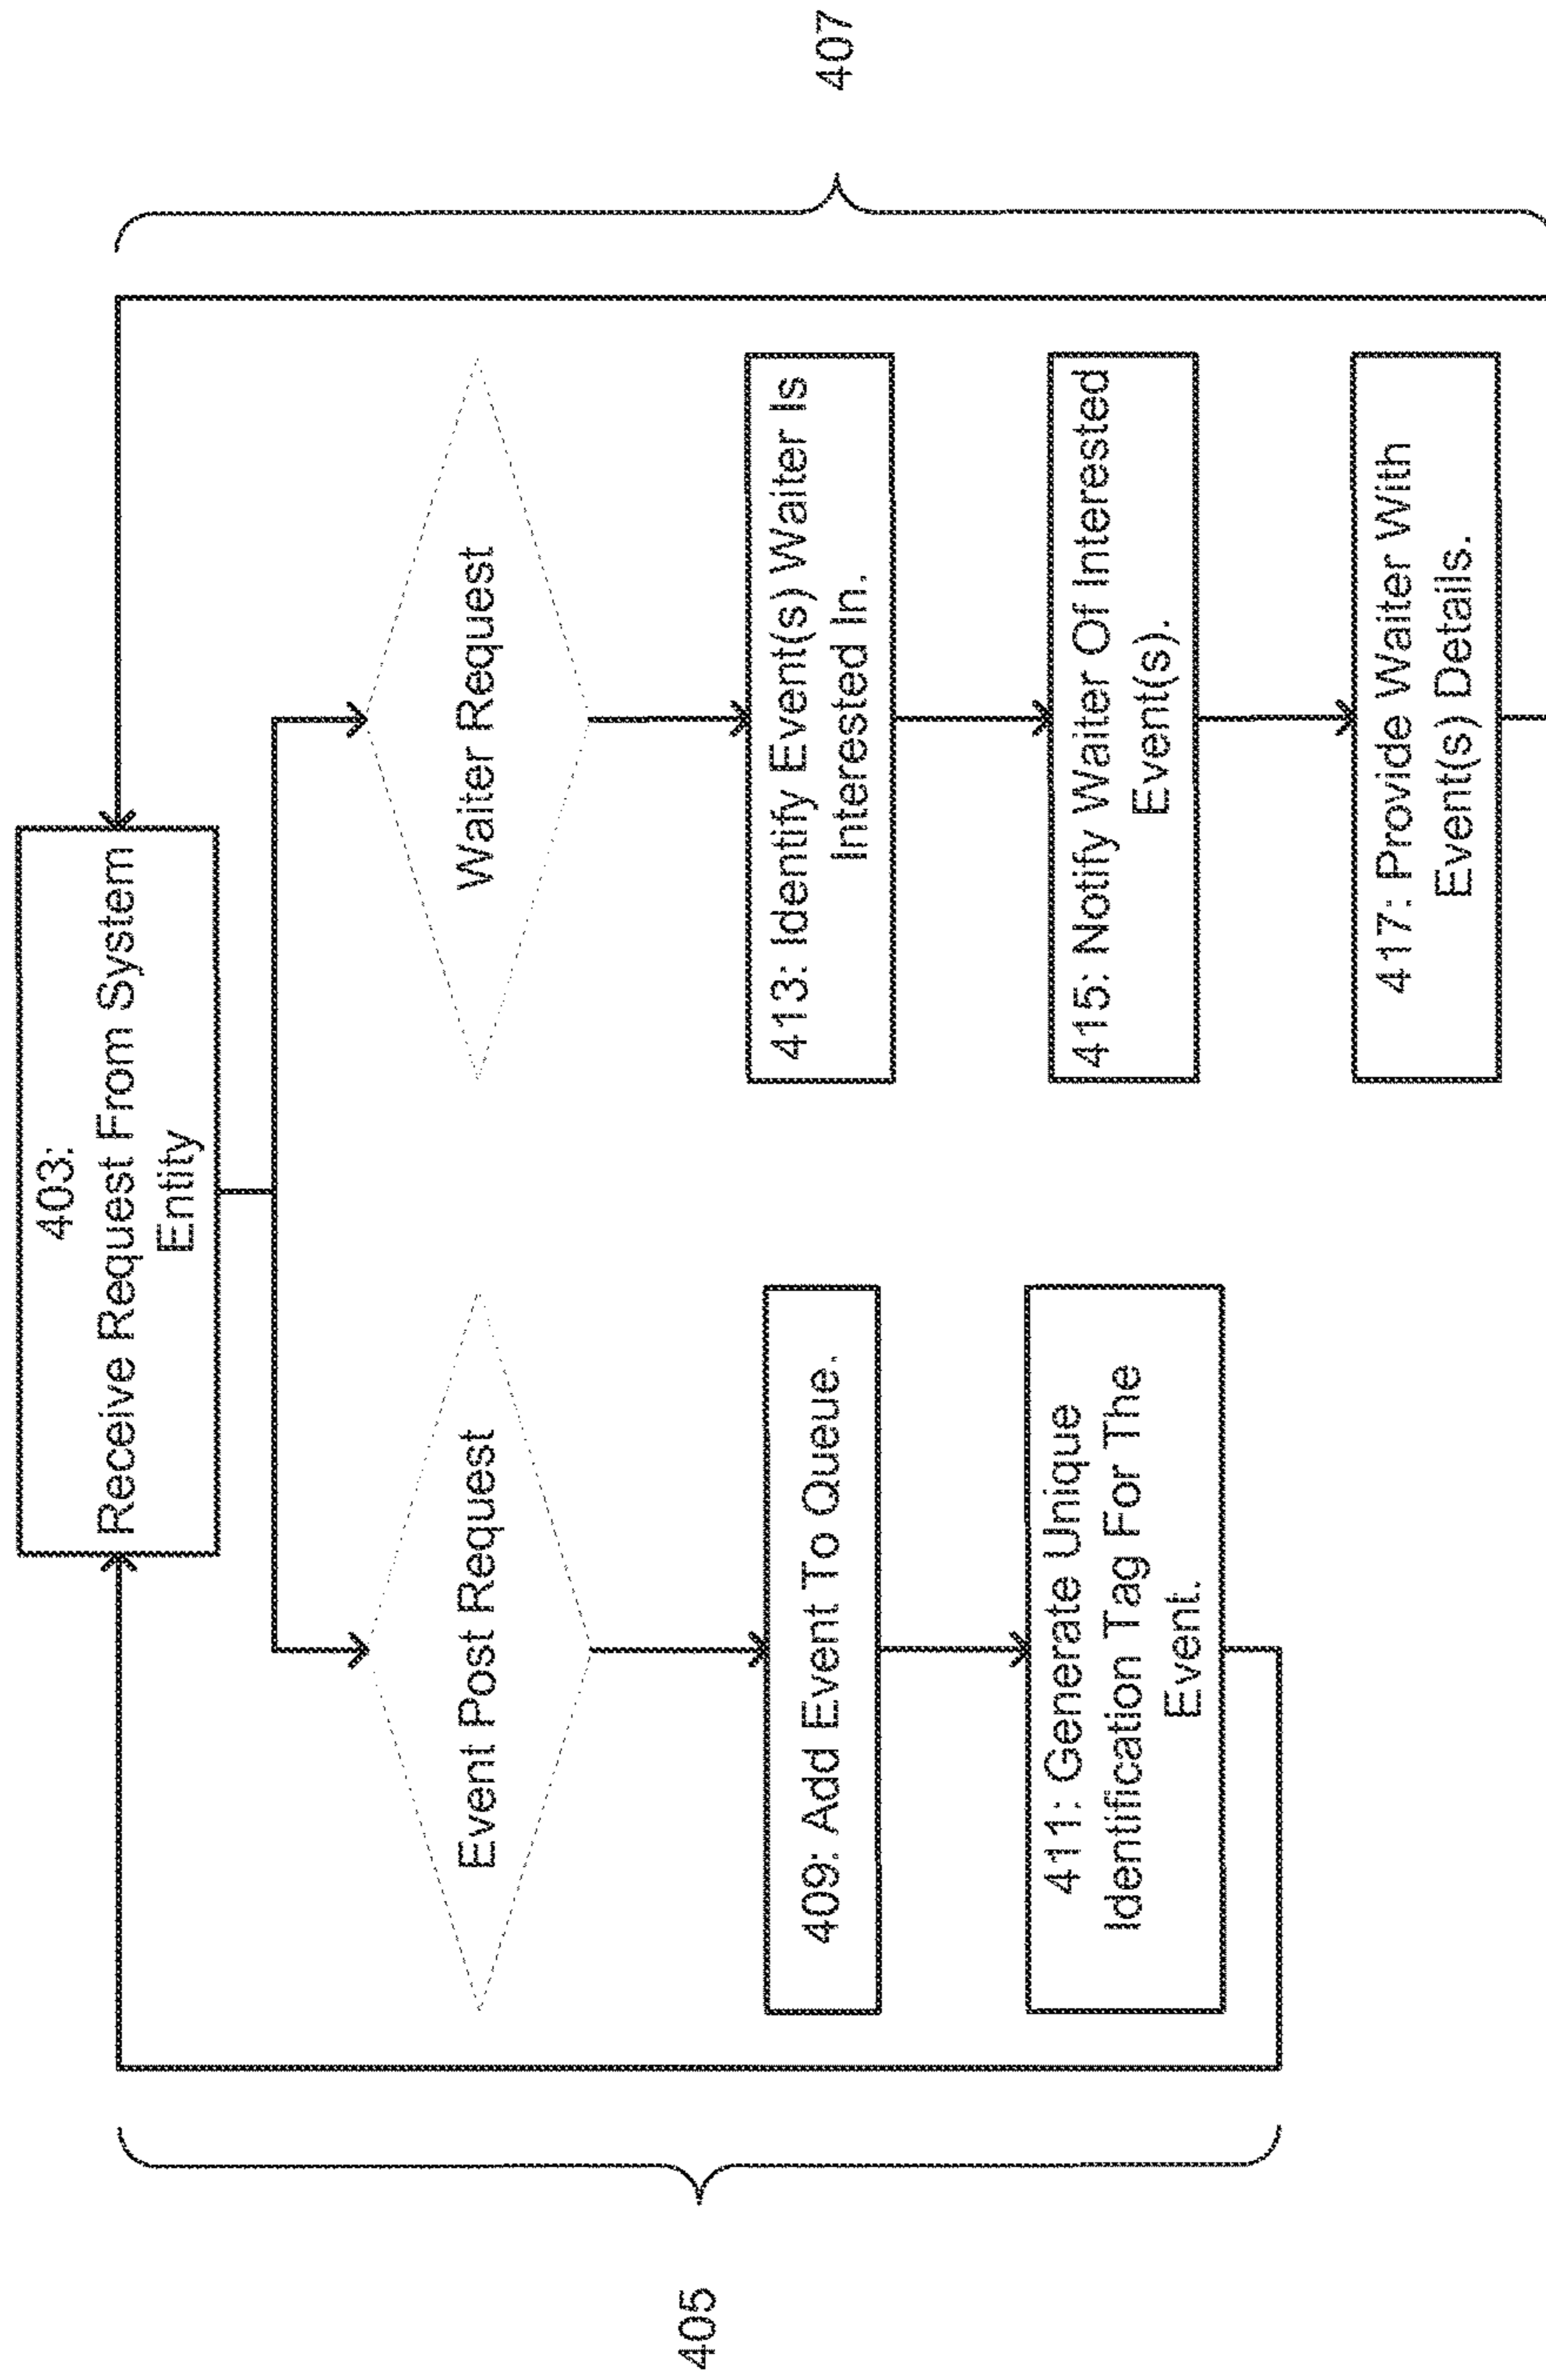 403:
Receive Request From System
Entity
405
Event Post Request
409: Add Event To Queue.
411: Generate Unique
Identification Tag For The
Event.
Waiter Request
413: Identify Event(s) Waiter Is
Interested In.
415: Notify Waiter Of Interested
Event(s).
417: Provide Waiter With
Event(s) Details.
407